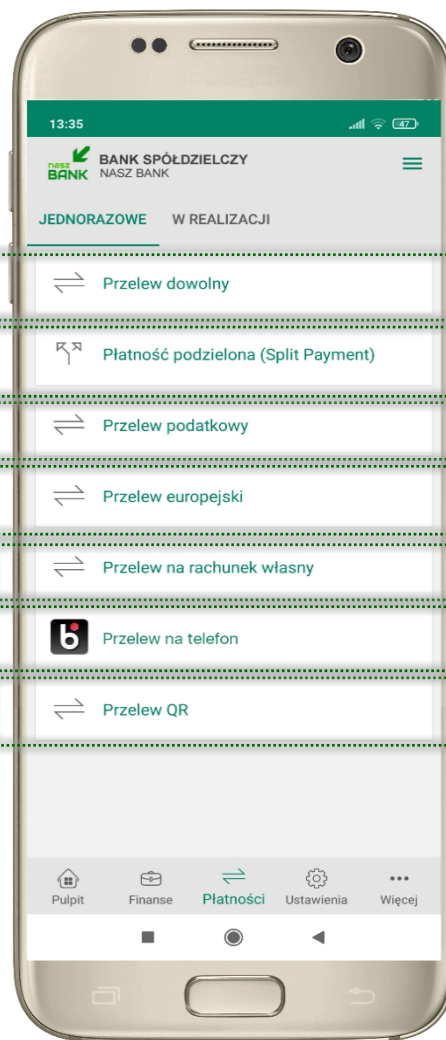 13:35
47
nasz
BANK
BANK SPÓŁDZIELCZY
NASZ BANK
JEDNORAZOWE W REALIZACJI
Przelew dowolny
Płatność podzielona (Split Payment)
Przelew podatkowy
Przelew europejski
Przelew na rachunek własny
b
Przelew na telefon
Przelew QR
Pulpit Finanse Płatności Ustawienia Więcej